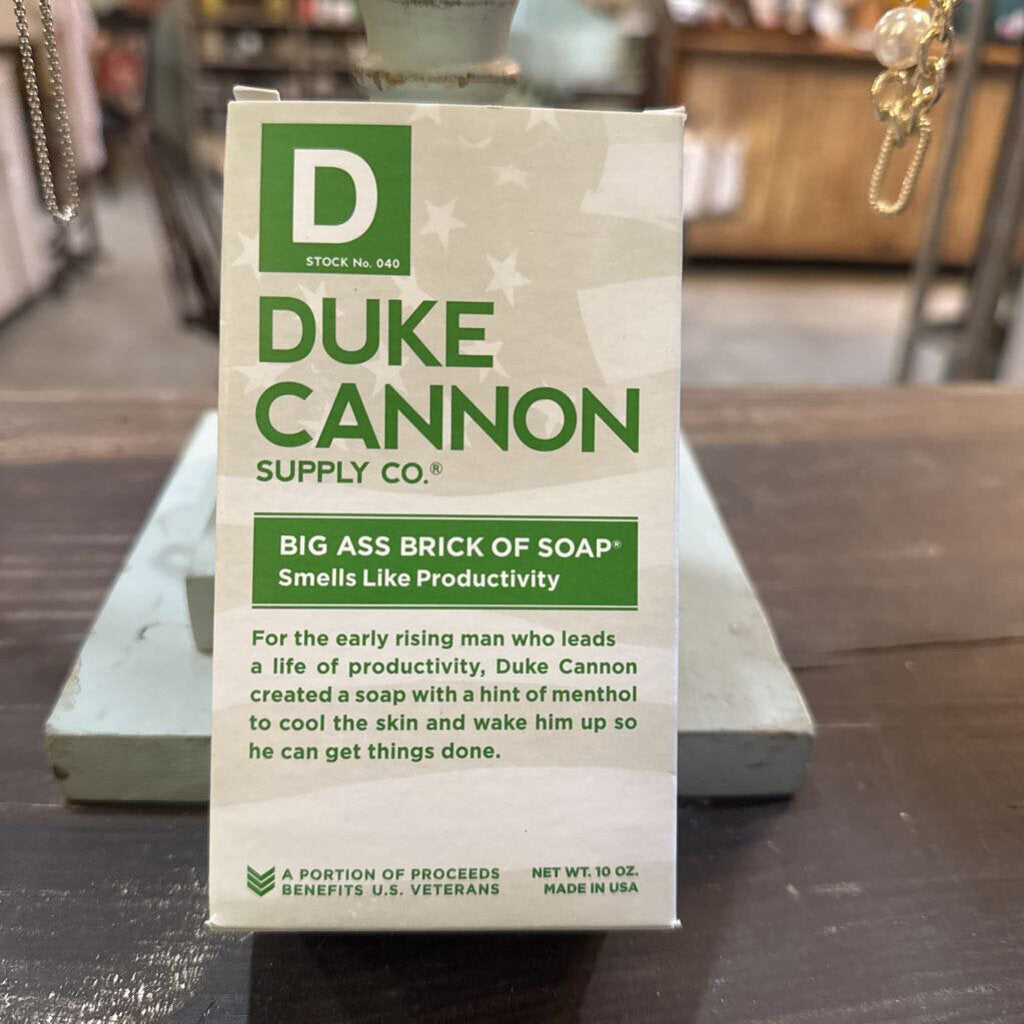 D
STOCK No. 040
DUKE
CANNON
SUPPLY CO.®
BIG ASS BRICK OF SOAP®
Smells Like Productivity
For the early rising man who leads
a life of productivity, Duke Cannon
created a soap with a hint of menthol
to cool the skin and wake him up so
he can get things done.
A PORTION OF PROCEEDS
BENEFITS U.S. VETERANS
NET WT. 10 OZ.
MADE IN USA